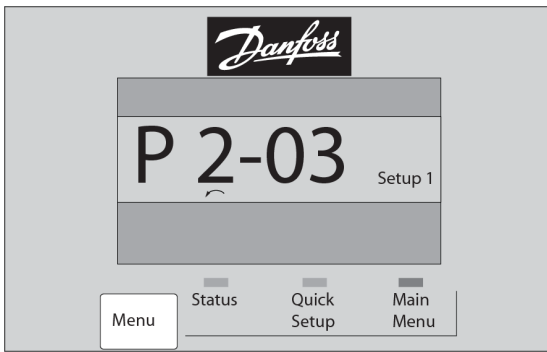 Danfoss
P 2-03
Setup 1
Status
Quick Setup
Main Menu
Menu